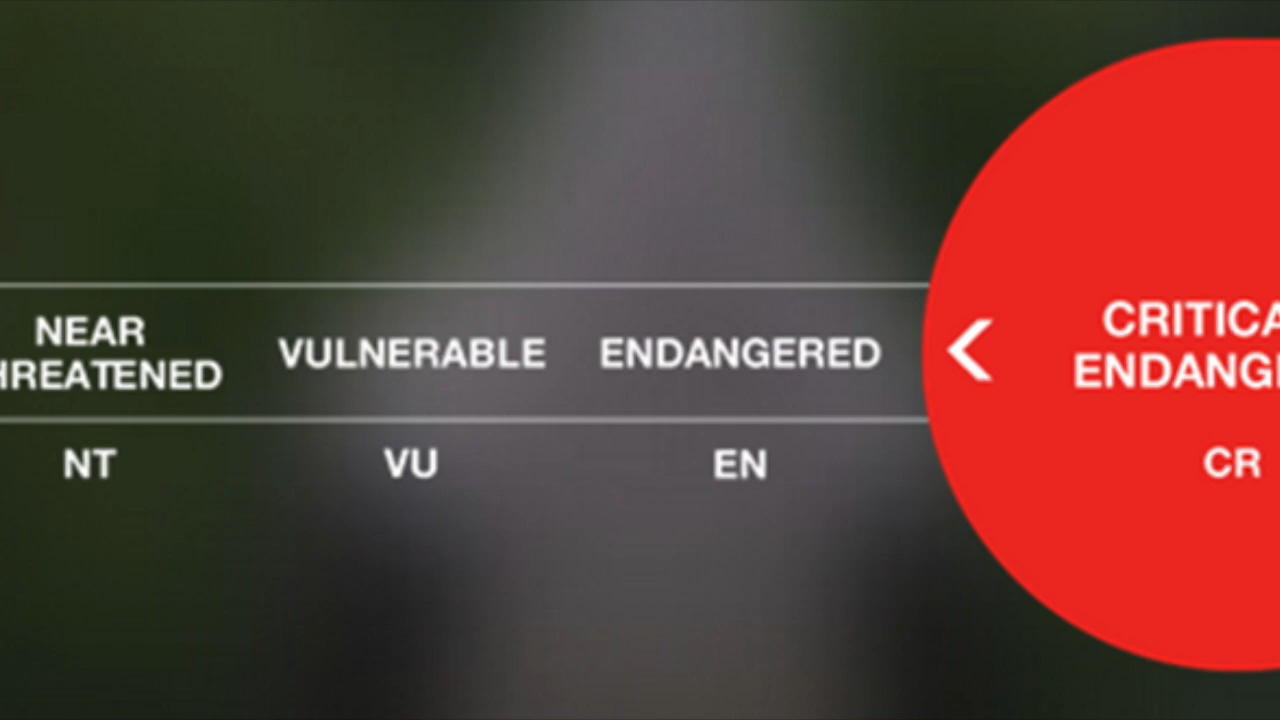 NEAR
HREATENED
VULNERABLE
ENDANGERED
CRITICA
ENDANG
NT
VU
EN
CR